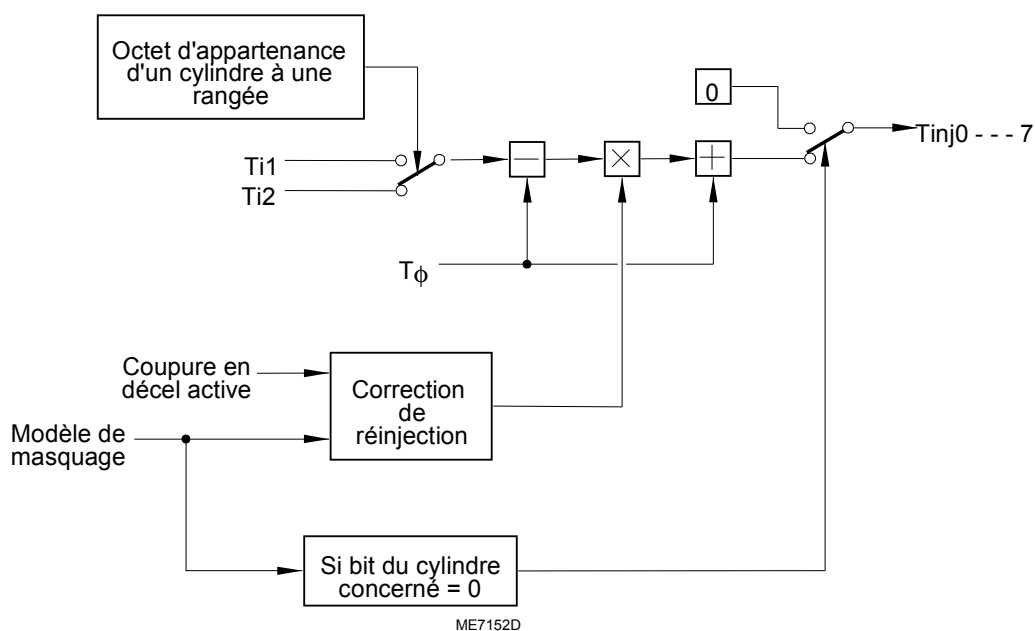 Octet d'appartenance
d'un cylindre à une
rangée
0
Tinj0 - - - 7
Ti1
Ti2
Tϕ
Coupure en
décel active
Correction
de
réinjection
Modèle de
masquage
Si bit du cylindre
concerné = 0
ME7152D